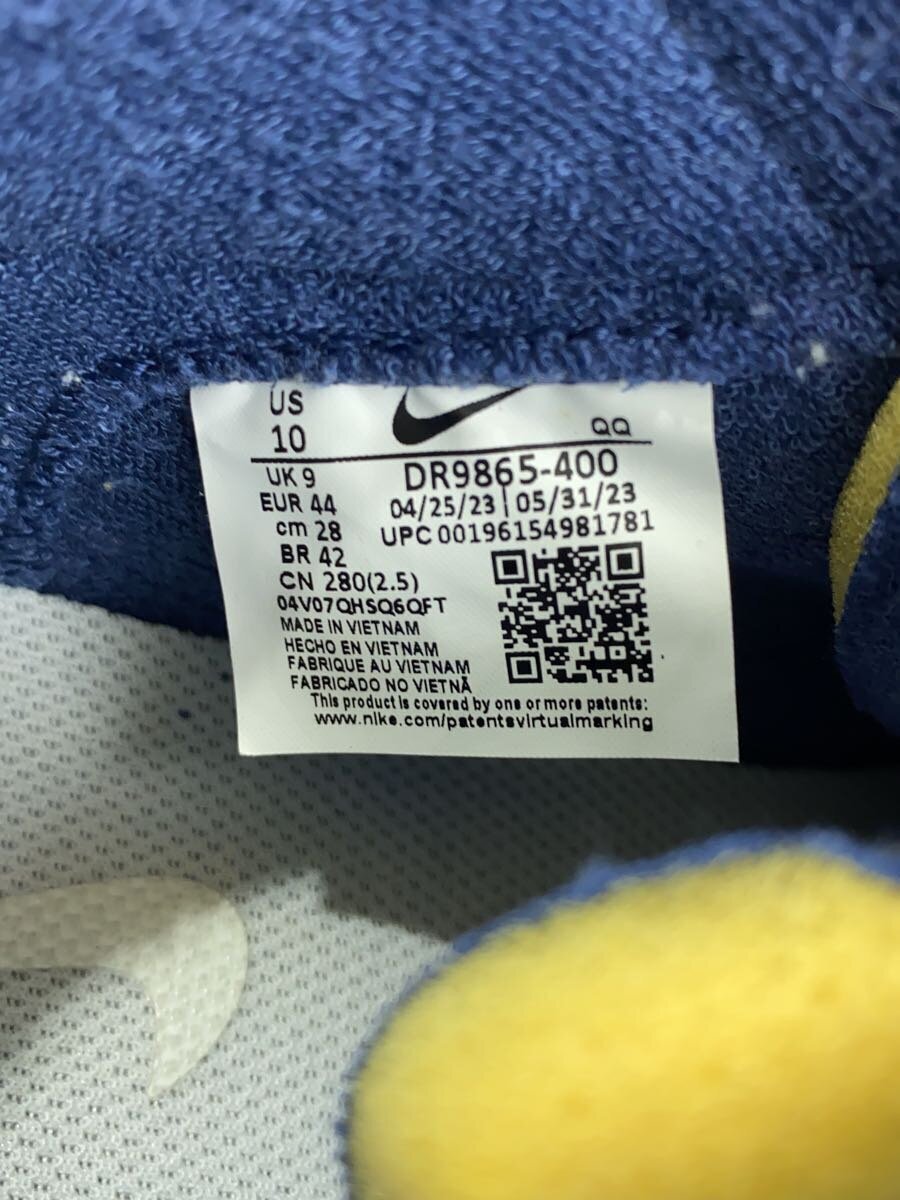 US
10
QQ
UK 9
DR9865-400
EUR 44
04/25/23 | 05/31/23
cm 28
UPC 00196154981781
BR 42
CN 280(2.5)
04V07QHSQ6QFT
MADE IN VIETNAM
HECHO EN VIETNAM
FABRIQUE AU VIETNAM
FABRICADO NO VIETNÃ
This product is covered by one or more patents:
www.nike.com/patentsvirtualmarking